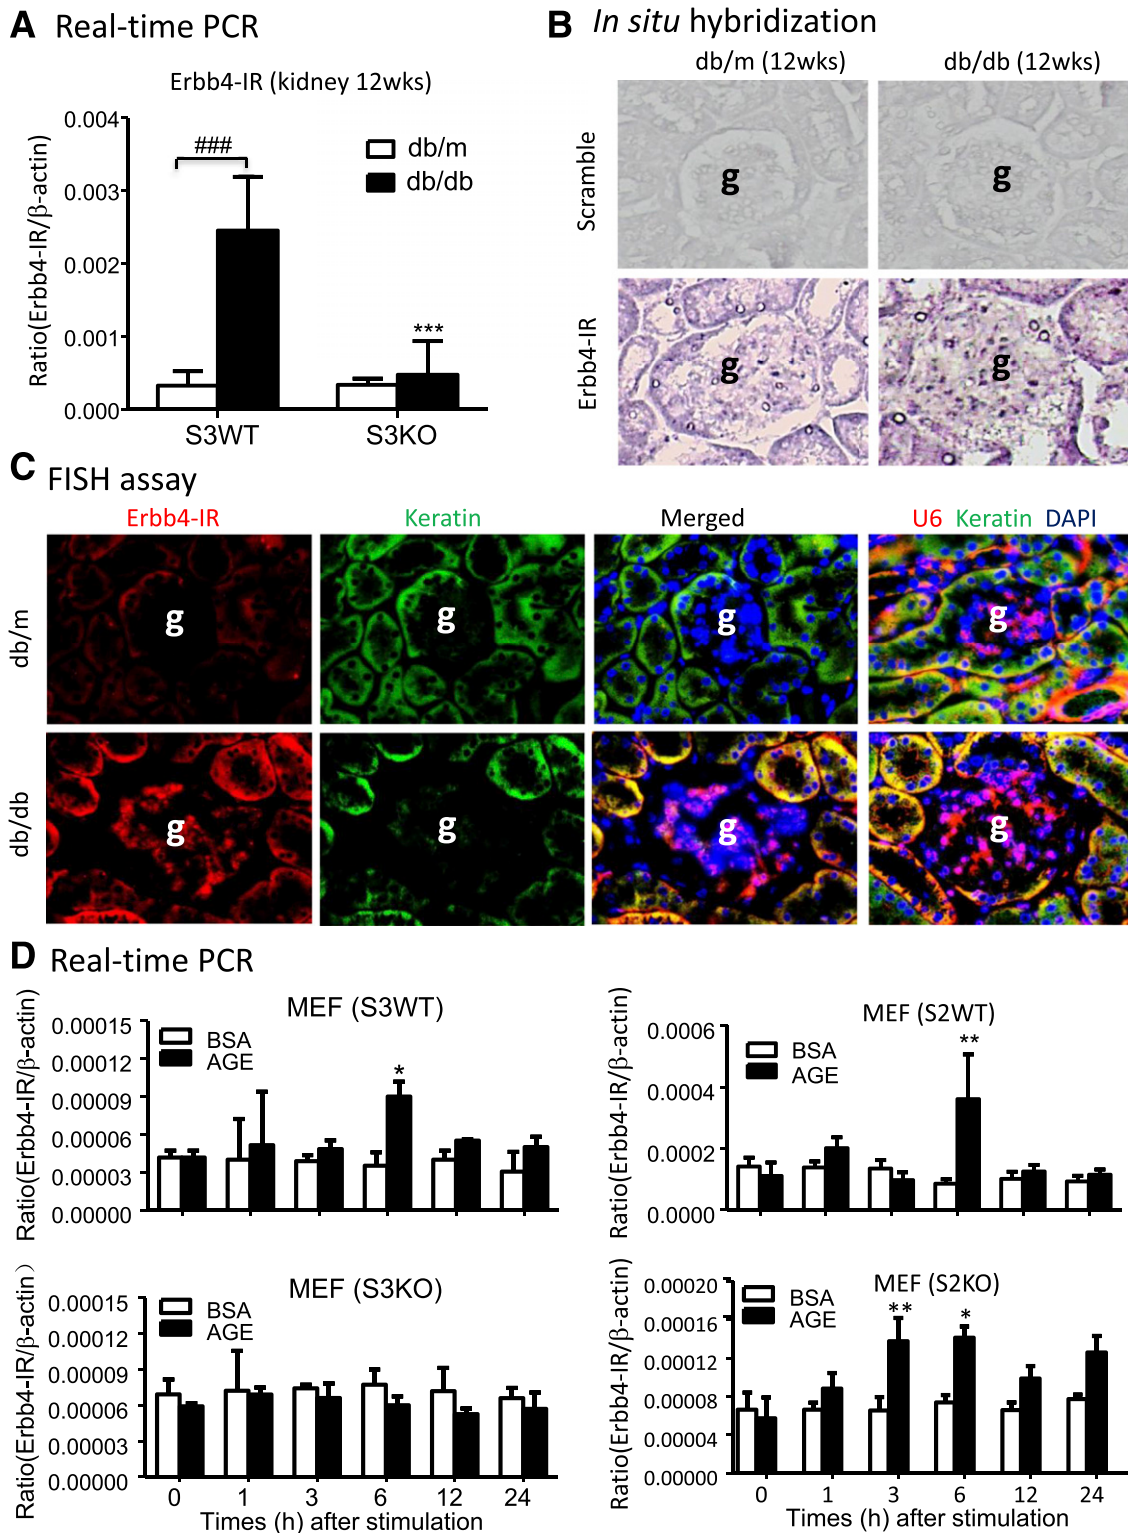 A Real-time PCR
Erbb4-IR (kidney 12wks)
Ratio(Erbb4-IR/β-actin)
0.004
0.003
0.002
0.001
0.000
###
***
db/m
db/db
S3WT
S3KO
B In situ hybridization
db/m (12wks)
db/db (12wks)
Scramble
Erbb4-IR
g
g
g
g
C FISH assay
Erbb4-IR
Keratin
Merged
U6 Keratin DAPI
db/m
db/db
g
g
g
g
g
g
g
g
D Real-time PCR
MEF (S3WT)
Ratio(Erbb4-IR/β-actin)
0.00015
0.00012
0.00009
0.00006
0.00003
0.00000
BSA
AGE
*
MEF (S2WT)
Ratio(Erbb4-IR/β-actin)
0.0006
0.0004
0.0002
0.0000
BSA
AGE
**
MEF (S3KO)
Ratio(Erbb4-IR/β-actin)
0.00015
0.00012
0.00009
0.00006
0.00003
0.00000
BSA
AGE
0 1 3 6 12 24
Times (h) after stimulation
MEF (S2KO)
Ratio(Erbb4-IR/β-actin)
0.00020
0.00016
0.00012
0.00008
0.00004
0.00000
BSA
AGE
**
*
0 1 3 6 12 24
Times (h) after stimulation